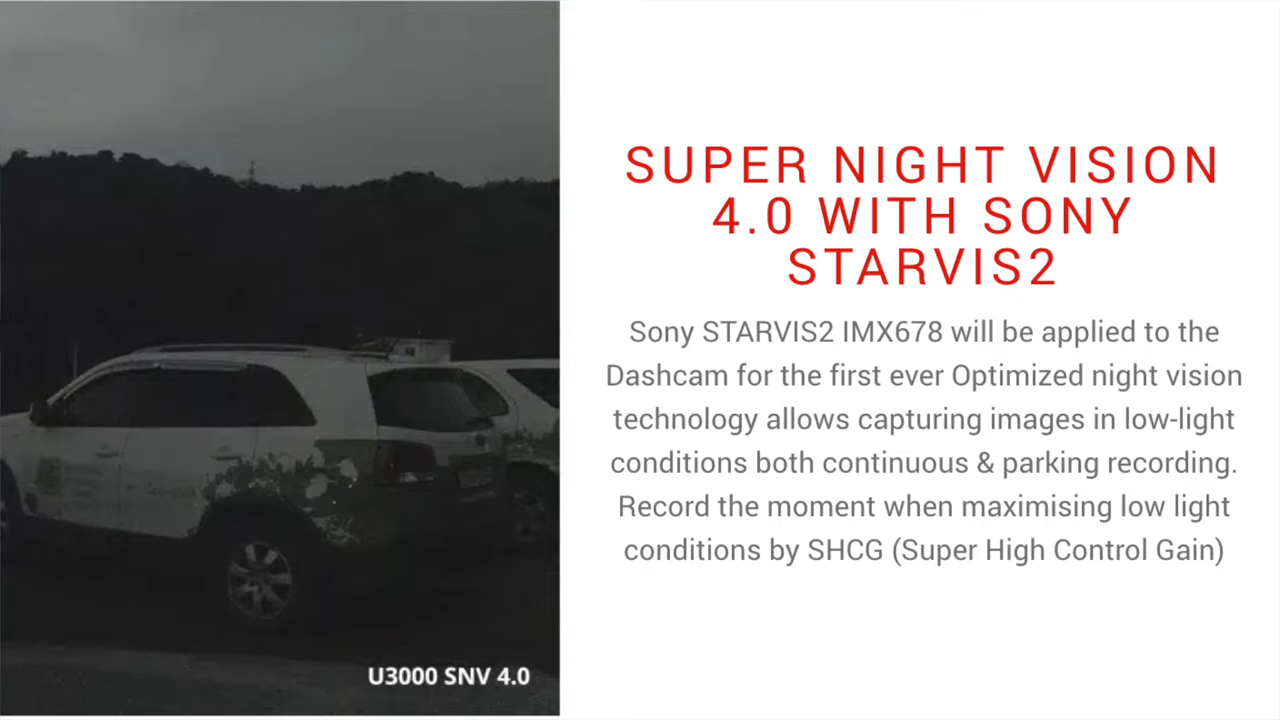 SUPER NIGHT VISION
4.0 WITH SONY
STARVIS2
Sony STARVIS2 IMX678 will be applied to the
Dashcam for the first ever Optimized night vision
technology allows capturing images in low-light
conditions both continuous & parking recording.
Record the moment when maximising low light
conditions by SHCG (Super High Control Gain)
U3000 SNV 4.0